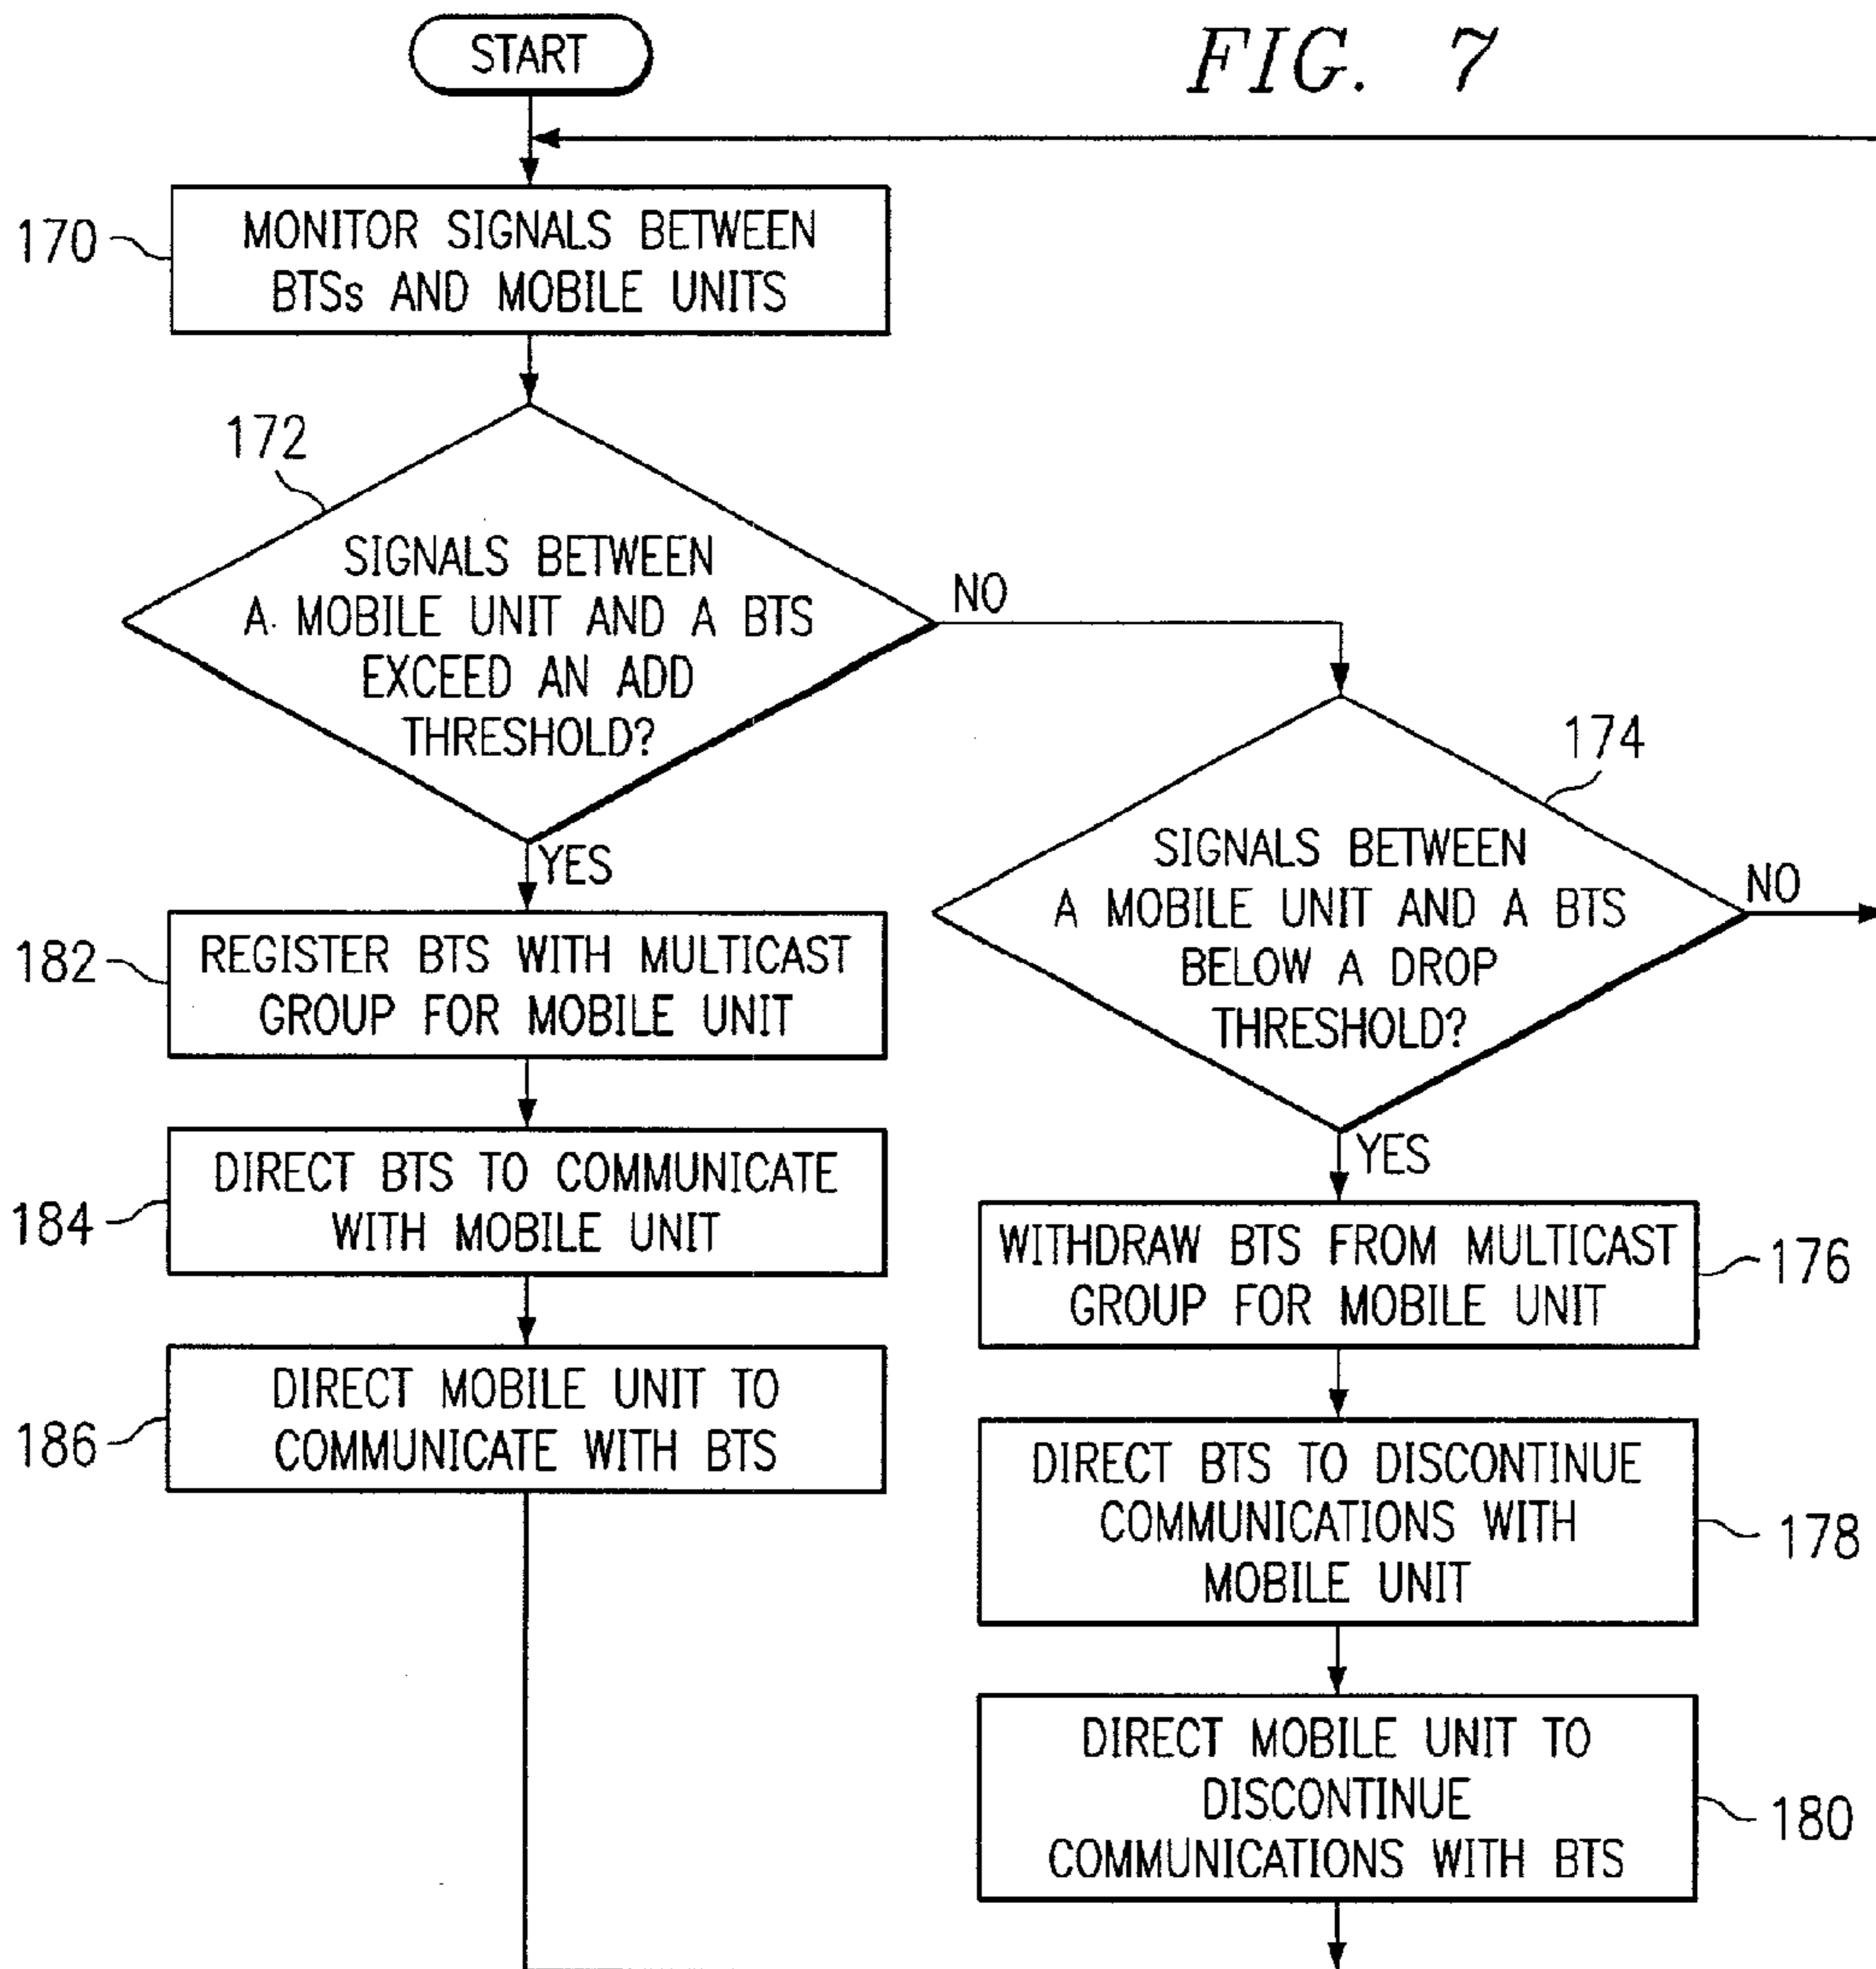 START
FIG. 7
170
MONITOR SIGNALS BETWEEN
BTSs AND MOBILE UNITS
172
SIGNALS BETWEEN
A MOBILE UNIT AND A BTS
EXCEED AN ADD
THRESHOLD?
NO
YES
174
SIGNALS BETWEEN
A MOBILE UNIT AND A BTS
BELOW A DROP
THRESHOLD?
NO
YES
182
REGISTER BTS WITH MULTICAST
GROUP FOR MOBILE UNIT
184
DIRECT BTS TO COMMUNICATE
WITH MOBILE UNIT
186
DIRECT MOBILE UNIT TO
COMMUNICATE WITH BTS
WITHDRAW BTS FROM MULTICAST
GROUP FOR MOBILE UNIT
176
DIRECT BTS TO DISCONTINUE
COMMUNICATIONS WITH
MOBILE UNIT
178
DIRECT MOBILE UNIT TO
DISCONTINUE
COMMUNICATIONS WITH BTS
180